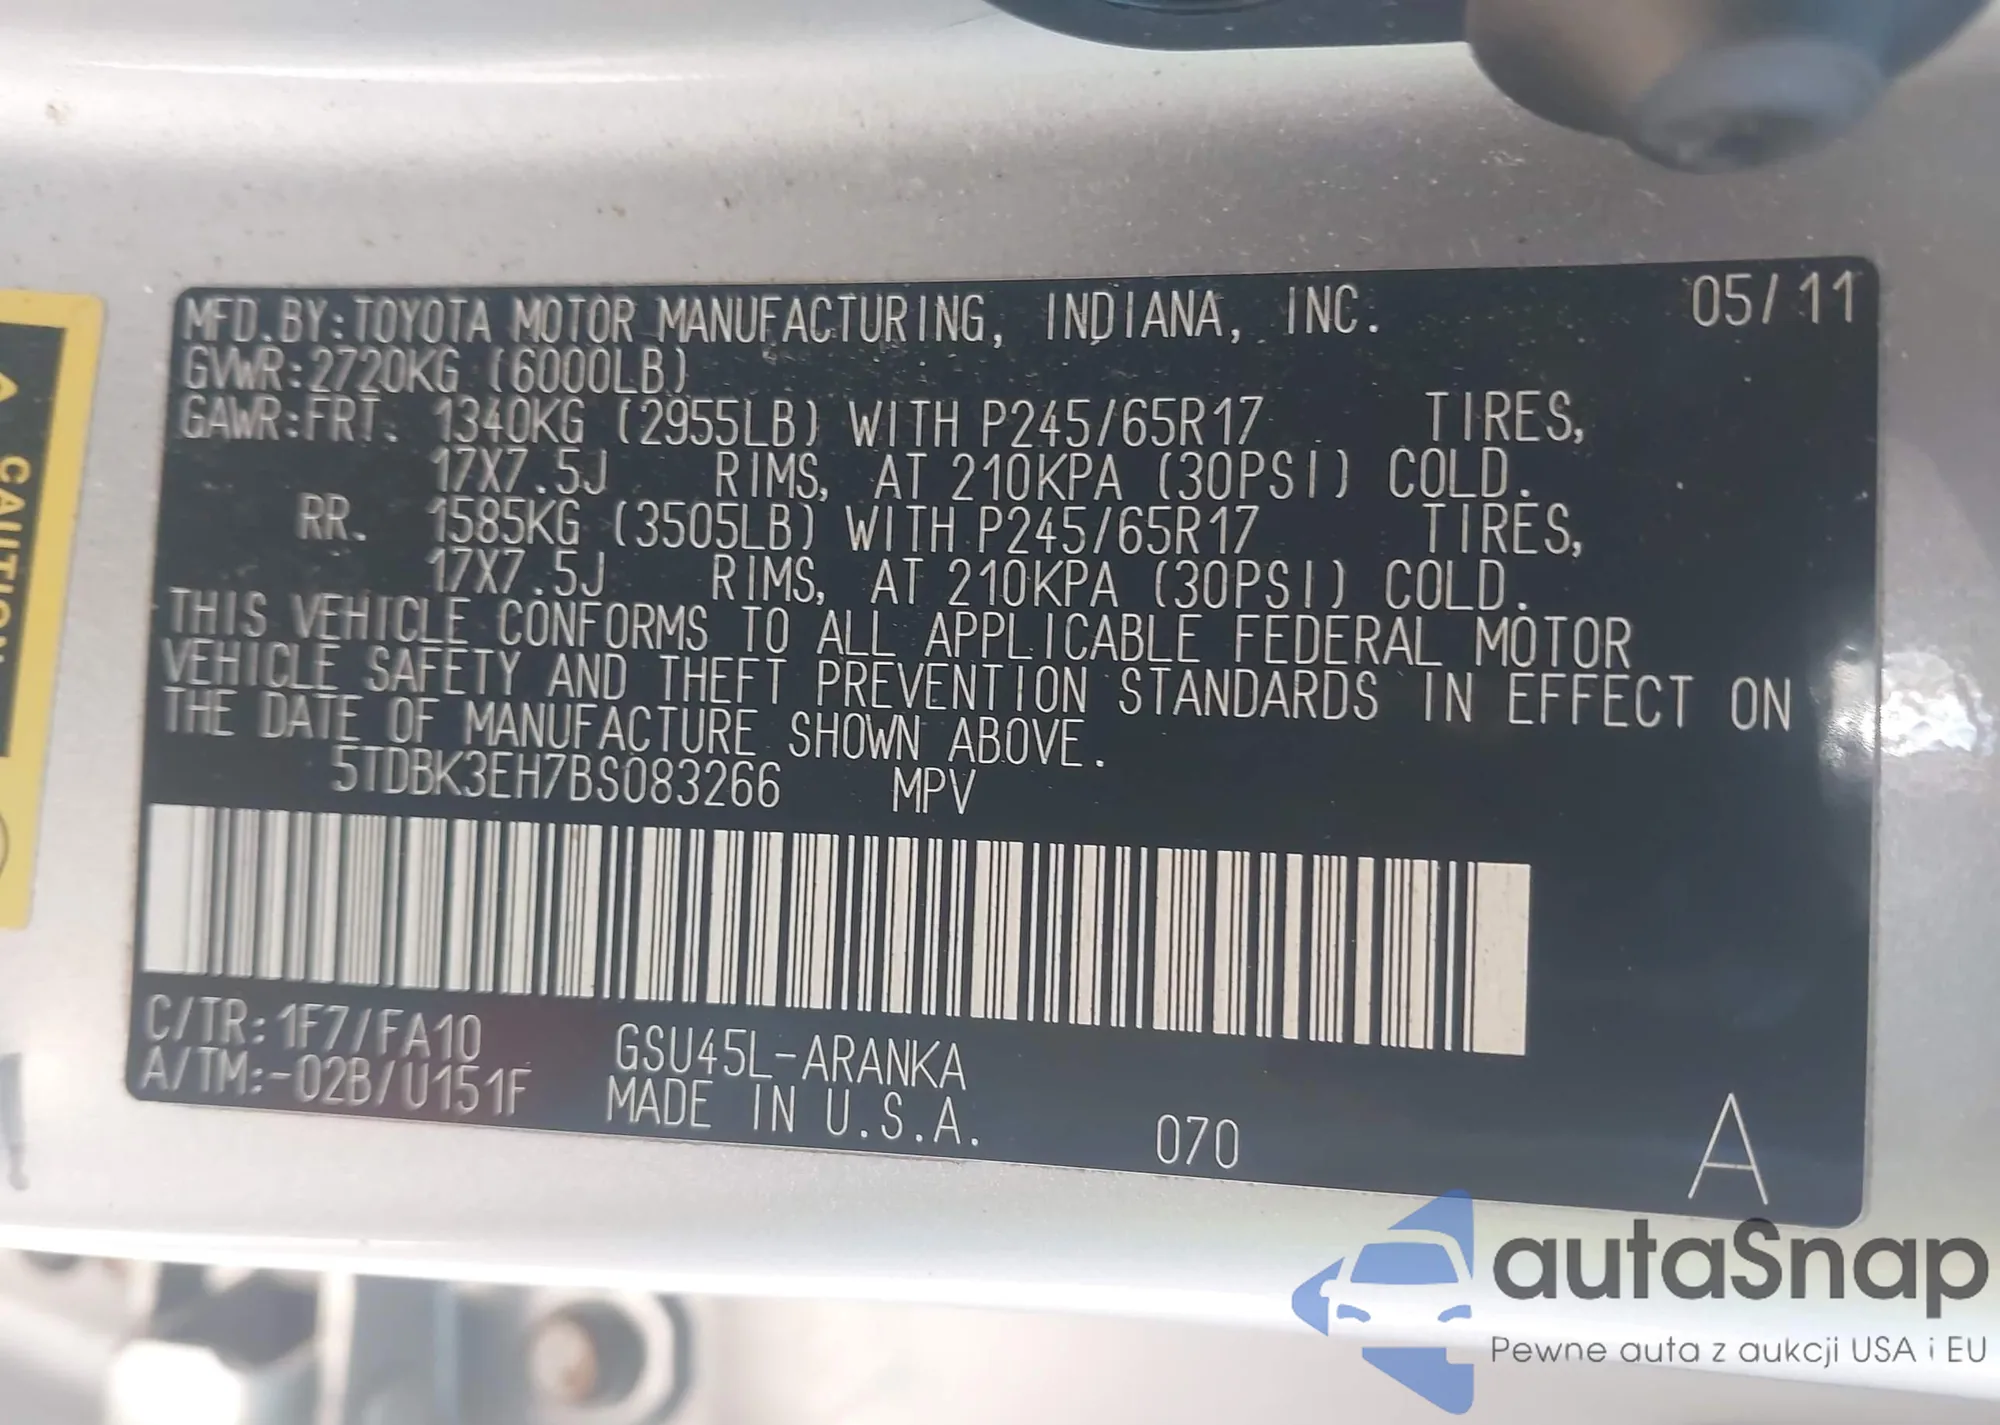 MFD.BY:TOYOTA MOTOR MANUFACTURING, INDIANA, INC. 05/11
GVWR:2720KG (6000LB)
GAWR:FRT. 1340KG (2955LB) WITH P245/65R17 TIRES,
17X7.5J RIMS, AT 210KPA (30PSI) COLD.
RR. 1585KG (3505LB) WITH P245/65R17 TIRES,
17X7.5J RIMS, AT 210KPA (30PSI) COLD.
THIS VEHICLE CONFORMS TO ALL APPLICABLE FEDERAL MOTOR
VEHICLE SAFETY AND THEFT PREVENTION STANDARDS IN EFFECT ON
THE DATE OF MANUFACTURE SHOWN ABOVE.
5TDBK3EH7BS083266 MPV
C/TR:1F7/FA10 GSU45L-ARANKA
A/TM:-02B/U151F MADE IN U.S.A. 070 A
CAUTION
autaSnap
Pewne auta z aukcji USA i EU